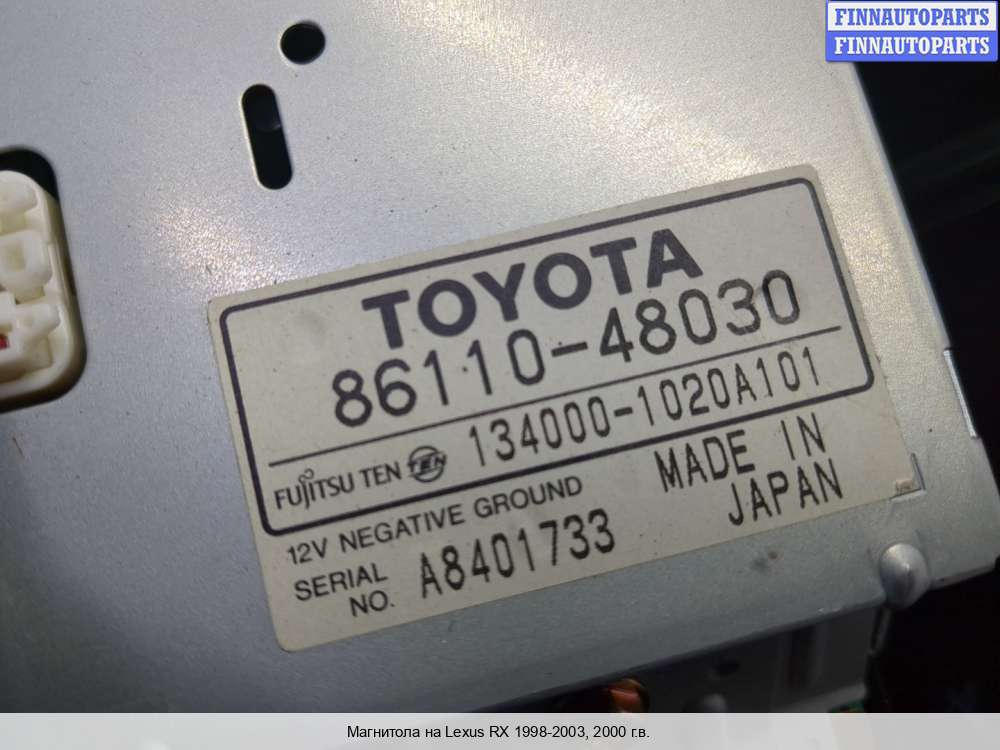 FINNAUTOPARTS
FINNAUTOPARTS
TOYOTA
86110-48030
FUJITSU TEN TEN 134000-1020A101
12V NEGATIVE GROUND
MADE IN
JAPAN
SERIAL
NO. A8401733
Магнитола на Lexus RX 1998-2003, 2000 г.в.